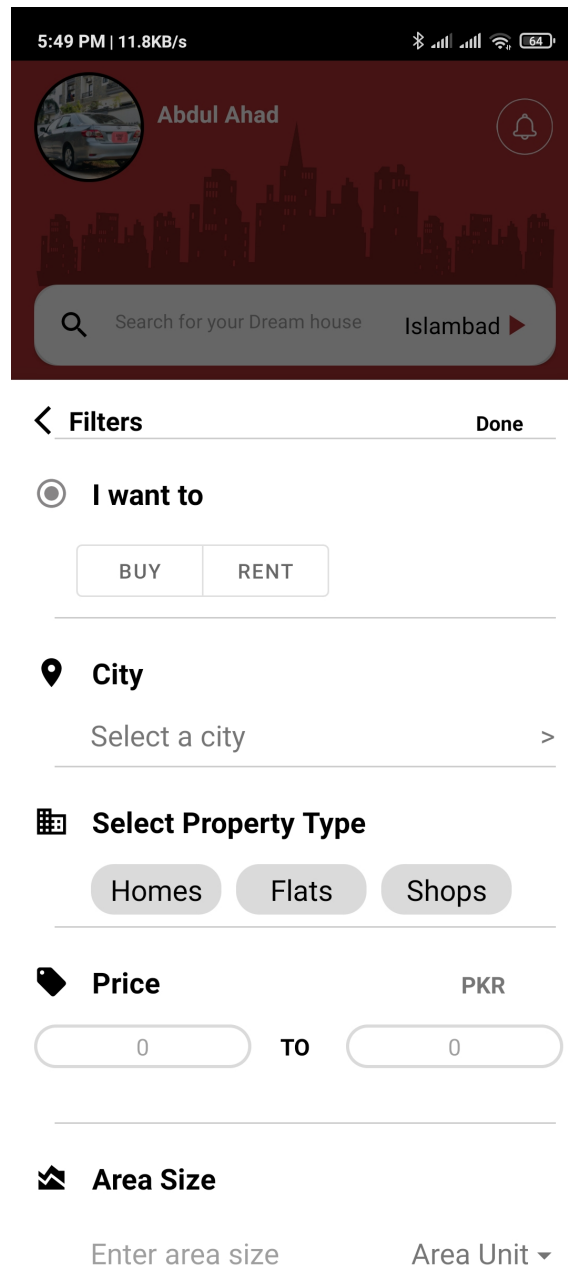 5:49 PM | 11.8KB/s 64
Abdul Ahad
Search for your Dream house Islambad
Filters Done
I want to
BUY RENT
City
Select a city >
Select Property Type
Homes Flats Shops
Price PKR
0 TO 0
Area Size
Enter area size Area Unit